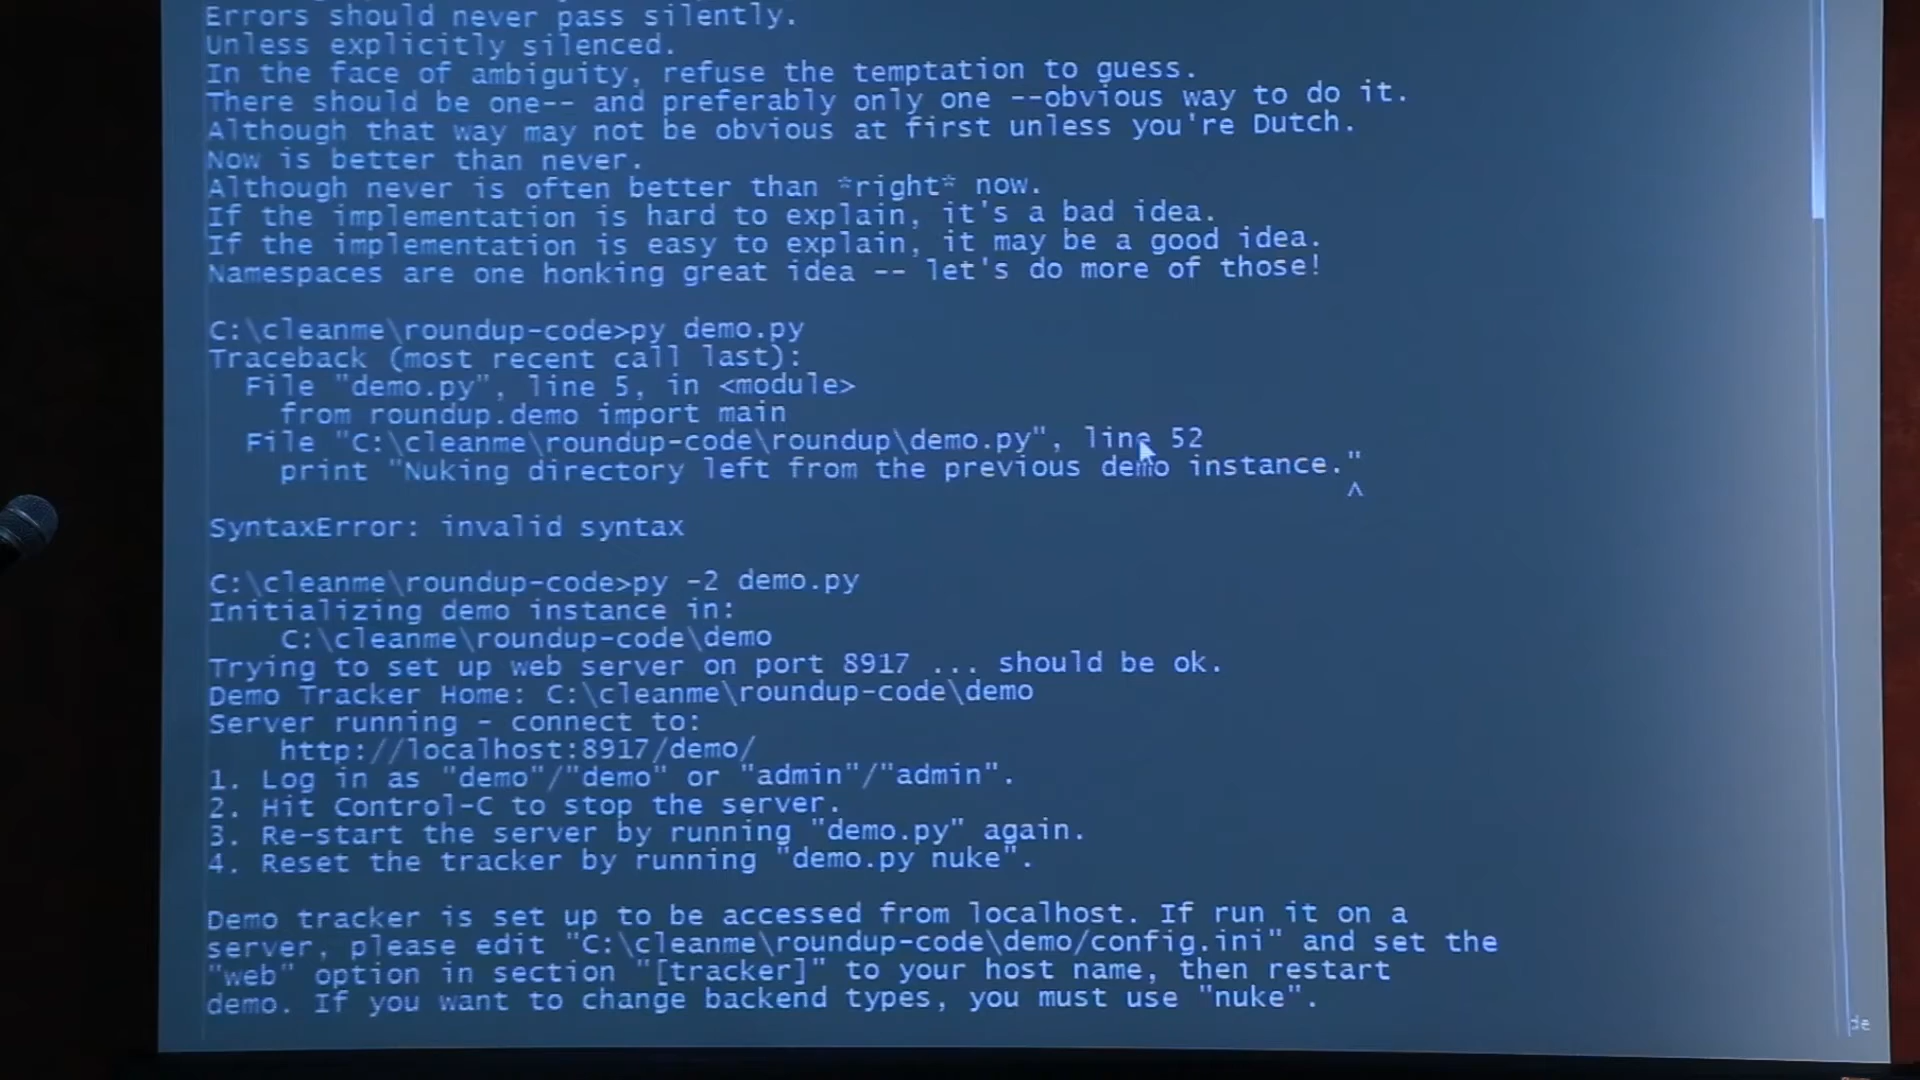 Errors should never pass silently.
Unless explicitly silenced.
In the face of ambiguity, refuse the temptation to guess.
There should be one-- and preferably only one --obvious way to do it.
Although that way may not be obvious at first unless you're Dutch.
Now is better than never.
Although never is often better than *right* now.
If the implementation is hard to explain, it's a bad idea.
If the implementation is easy to explain, it may be a good idea.
Namespaces are one honking great idea -- let's do more of those!
C:\cleanme\roundup-code>py demo.py
Traceback (most recent call last):
  File "demo.py", line 5, in <module>
    from roundup.demo import main
  File "C:\cleanme\roundup-code\roundup\demo.py", line 52
    print "Nuking directory left from the previous demo instance."
^
SyntaxError: invalid syntax
C:\cleanme\roundup-code>py -2 demo.py
Initializing demo instance in:
    C:\cleanme\roundup-code\demo
Trying to set up web server on port 8917 ... should be ok.
Demo Tracker Home: C:\cleanme\roundup-code\demo
Server running - connect to:
    http://localhost:8917/demo/
1. Log in as "demo"/"demo" or "admin"/"admin".
2. Hit Control-C to stop the server.
3. Re-start the server by running "demo.py" again.
4. Reset the tracker by running "demo.py nuke".
Demo tracker is set up to be accessed from localhost. If run it on a
server, please edit "C:\cleanme\roundup-code\demo/config.ini" and set the
"web" option in section "[tracker]" to your host name, then restart
demo. If you want to change backend types, you must use "nuke".